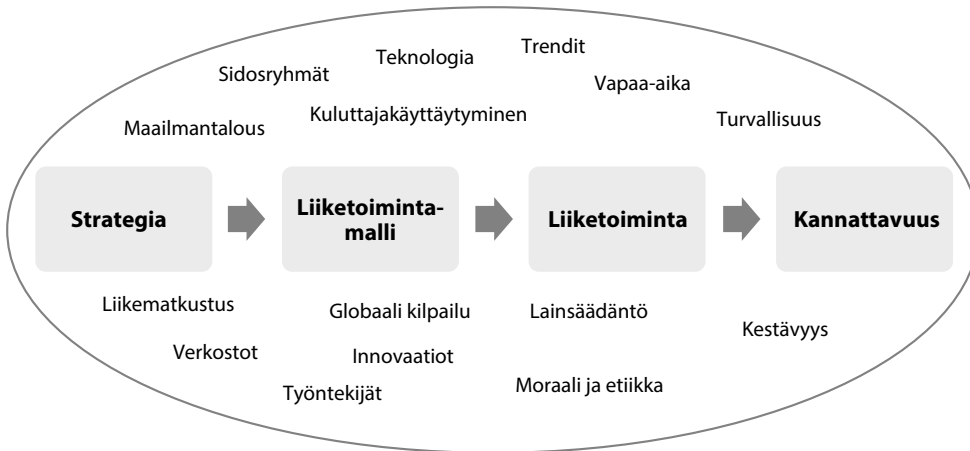 Teknologia
Trendit
Sidosryhmät
Vapaa-aika
Maailmantalous
Kuluttajakäyttäytyminen
Turvallisuus
Strategia
Liiketoiminta-
malli
Liiketoiminta
Kannattavuus
Liikematkustus
Globaali kilpailu
Lainsäädäntö
Kestävyys
Verkostot
Innovaatiot
Työntekijät
Moraali ja etiikka